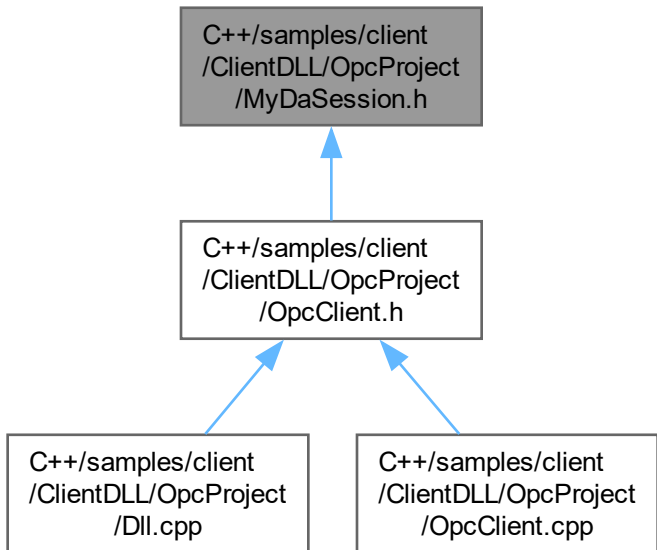 C++/samples/client
/ClientDLL/OpcProject
/MyDaSession.h
C++/samples/client
/ClientDLL/OpcProject
/OpcClient.h
C++/samples/client
/ClientDLL/OpcProject
/Dll.cpp
C++/samples/client
/ClientDLL/OpcProject
/OpcClient.cpp